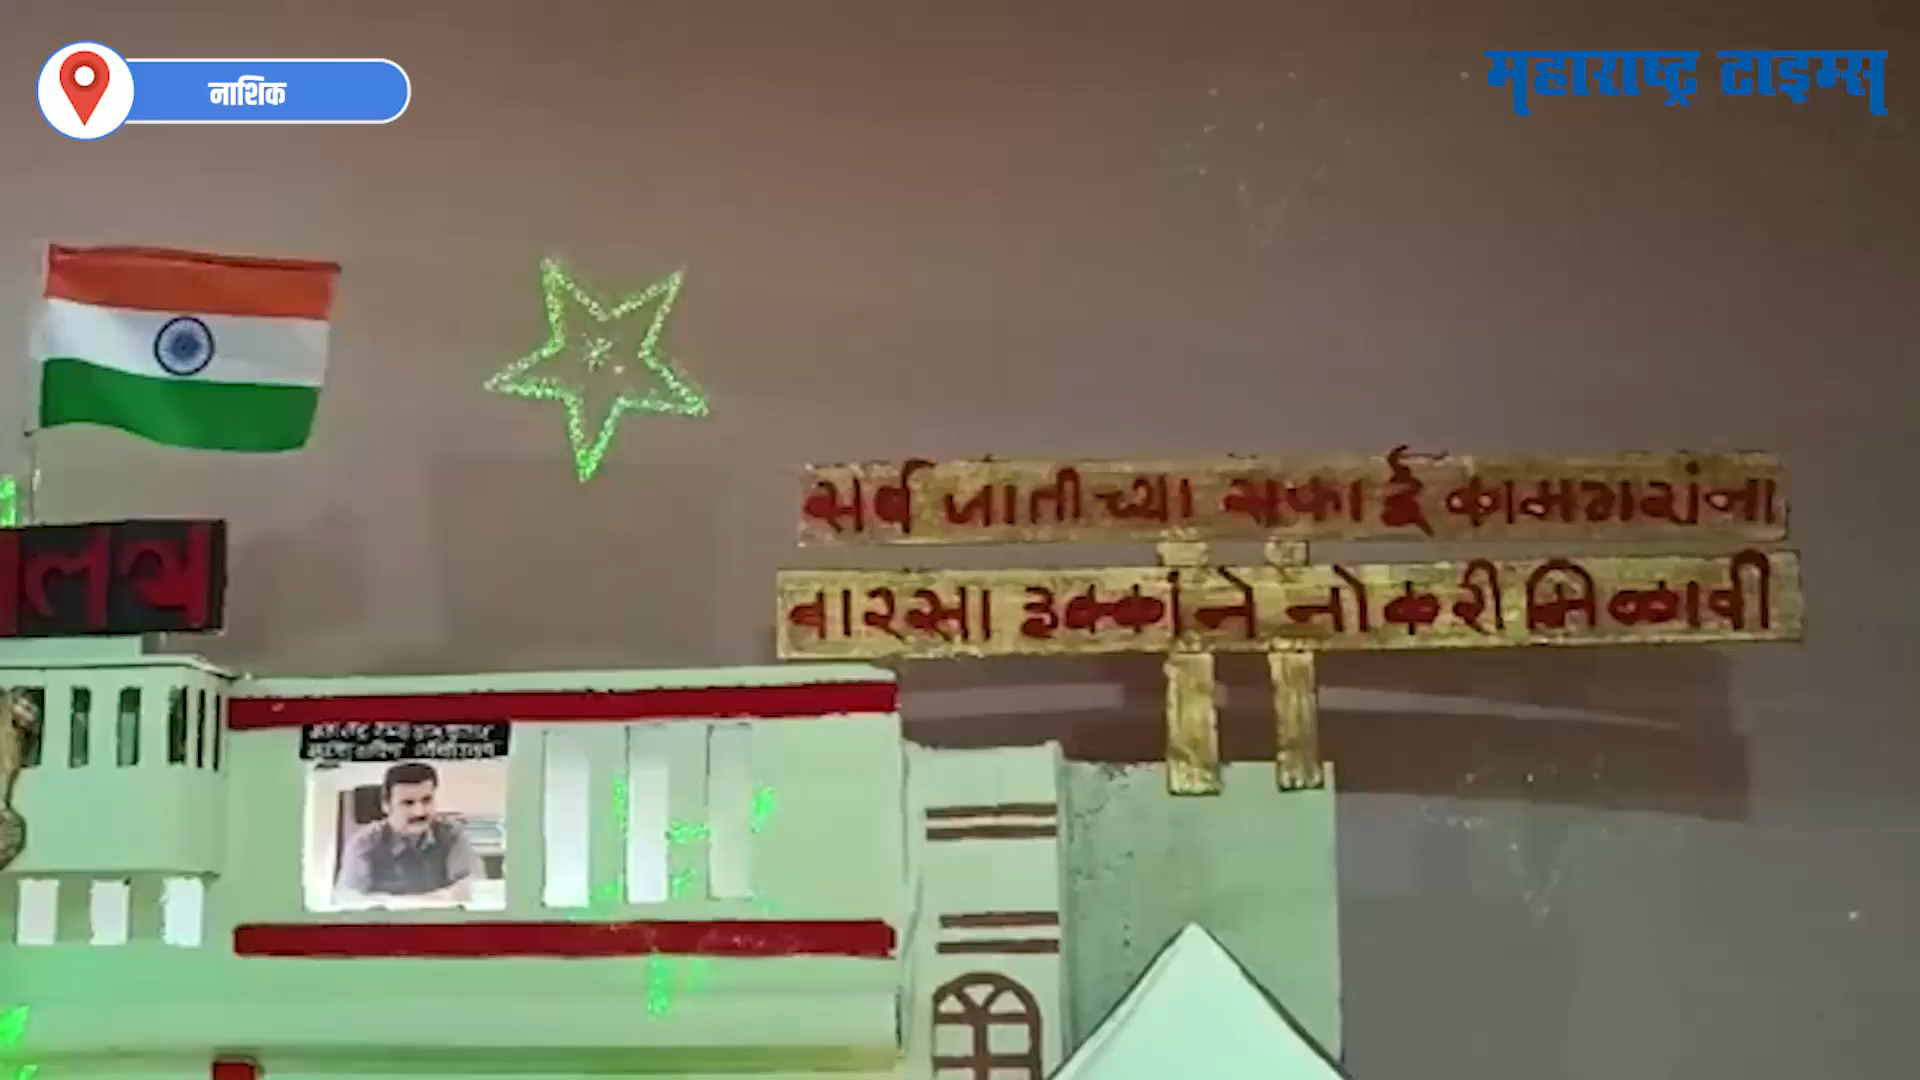 नाशिक
महाराष्ट्र टाइम्स
सर्व जातीच्या सफाई कामगारांना
वारसा हक्काने नोकरी मिळावी